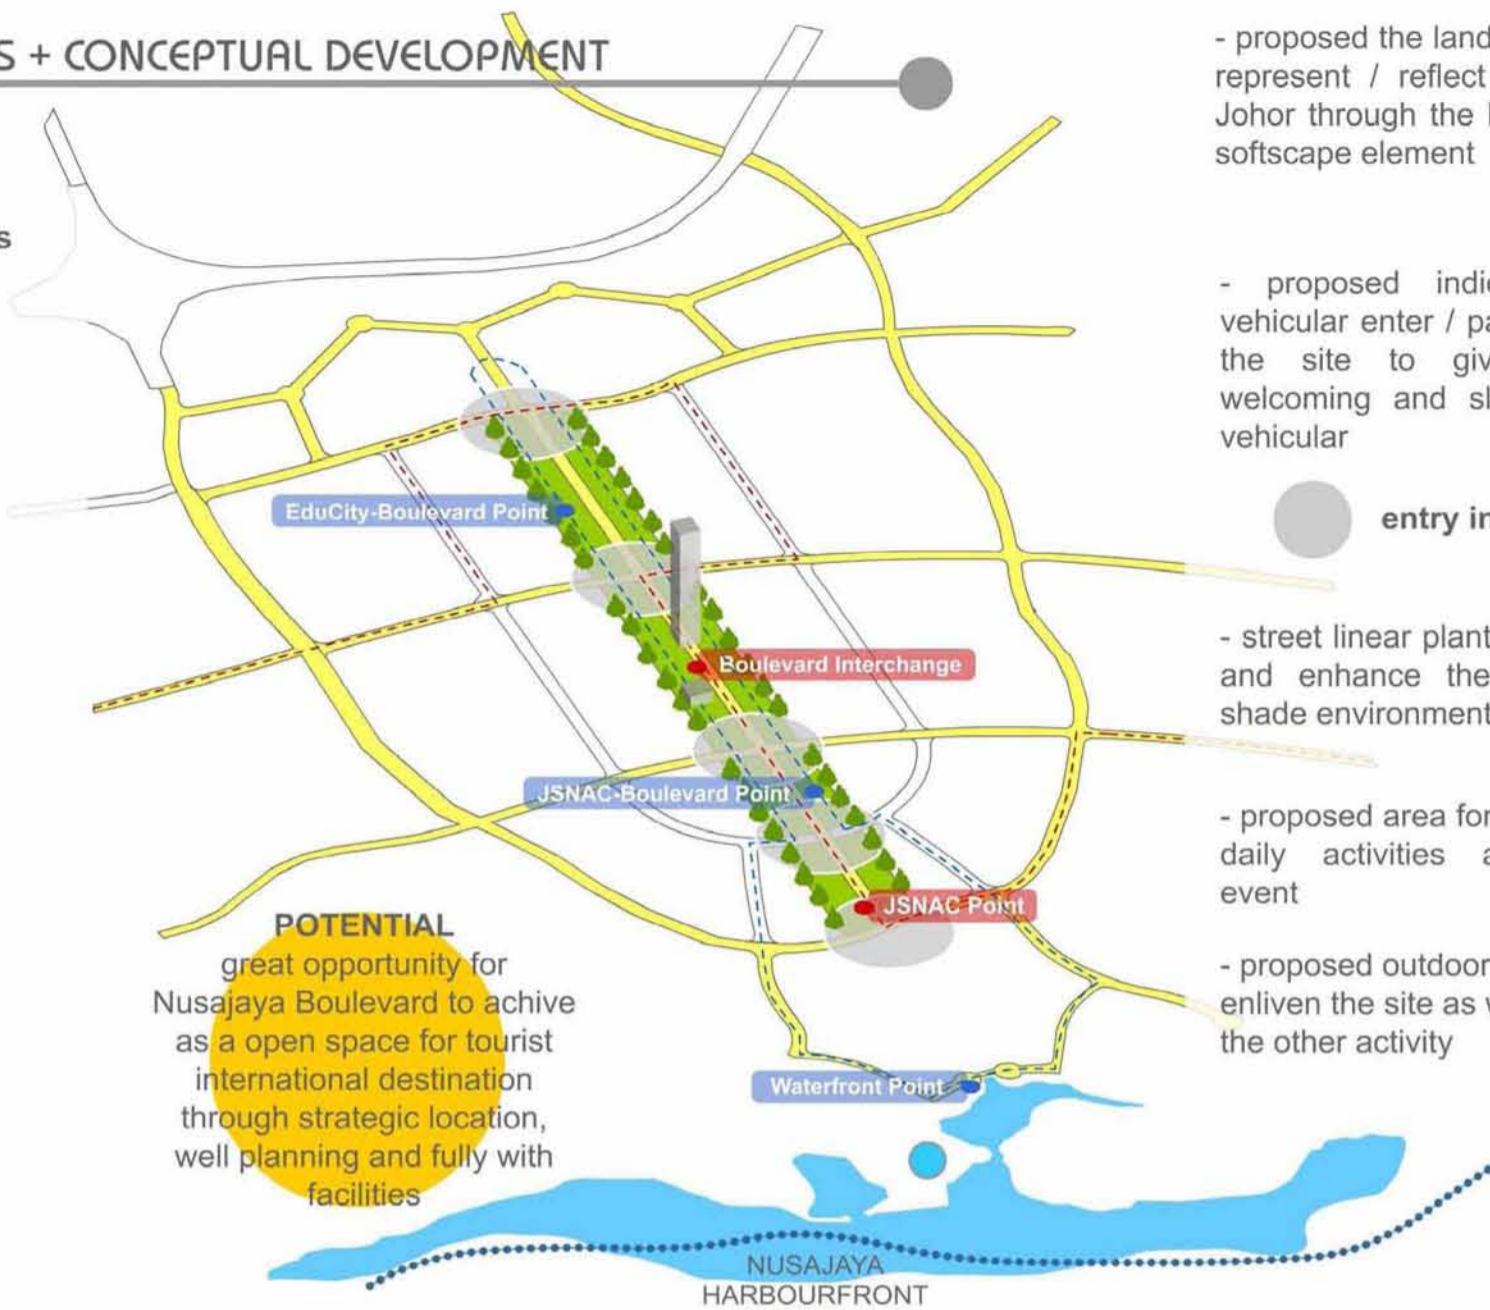 S + CONCEPTUAL DEVELOPMENT
s
EduCity-Boulevard Point
Boulevard Interchange
JSNAC-Boulevard Point
JSNAC Point
Waterfront Point
POTENTIAL
great opportunity for
Nusajaya Boulevard to achive
as a open space for tourist
international destination
through strategic location,
well planning and fully with
facilities
NUSAJAYA
HARBOURFRONT
- proposed the land
represent / reflect
Johor through the
softscape element
- proposed indi
vehicular enter / pa
the site to giv
welcoming and sl
vehicular
entry in
- street linear plant
and enhance the
shade environment
- proposed area for
daily activities a
event
- proposed outdoor
enliven the site as w
the other activity